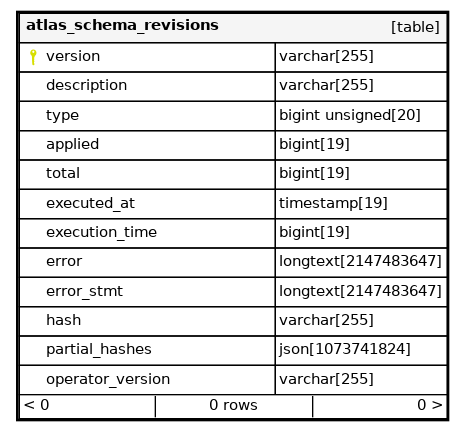 atlas_schema_revisions [table]
version varchar[255]
description varchar[255]
type bigint unsigned[20]
applied bigint[19]
total bigint[19]
executed_at timestamp[19]
execution_time bigint[19]
error longtext[2147483647]
error_stmt longtext[2147483647]
hash varchar[255]
partial_hashes json[1073741824]
operator_version varchar[255]
< 0 0 rows 0 >